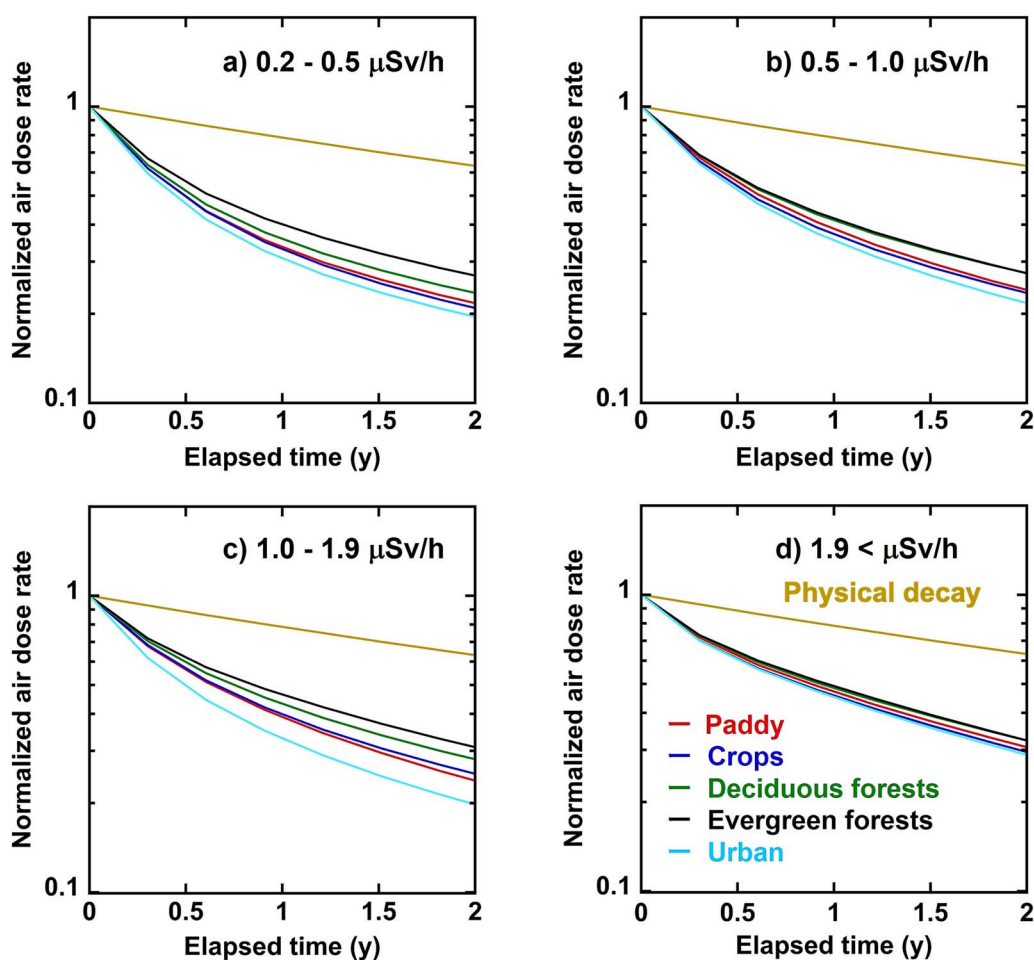 a) 0.2 - 0.5 μSv/h
Normalized air dose rate
1
0.1
0 0.5 1 1.5 2
Elapsed time (y)
b) 0.5 - 1.0 μSv/h
Normalized air dose rate
1
0.1
0 0.5 1 1.5 2
Elapsed time (y)
c) 1.0 - 1.9 μSv/h
Normalized air dose rate
1
0.1
0 0.5 1 1.5 2
Elapsed time (y)
d) 1.9 < μSv/h
Physical decay
Normalized air dose rate
1
Paddy
Crops
Deciduous forests
Evergreen forests
Urban
0.1
0 0.5 1 1.5 2
Elapsed time (y)